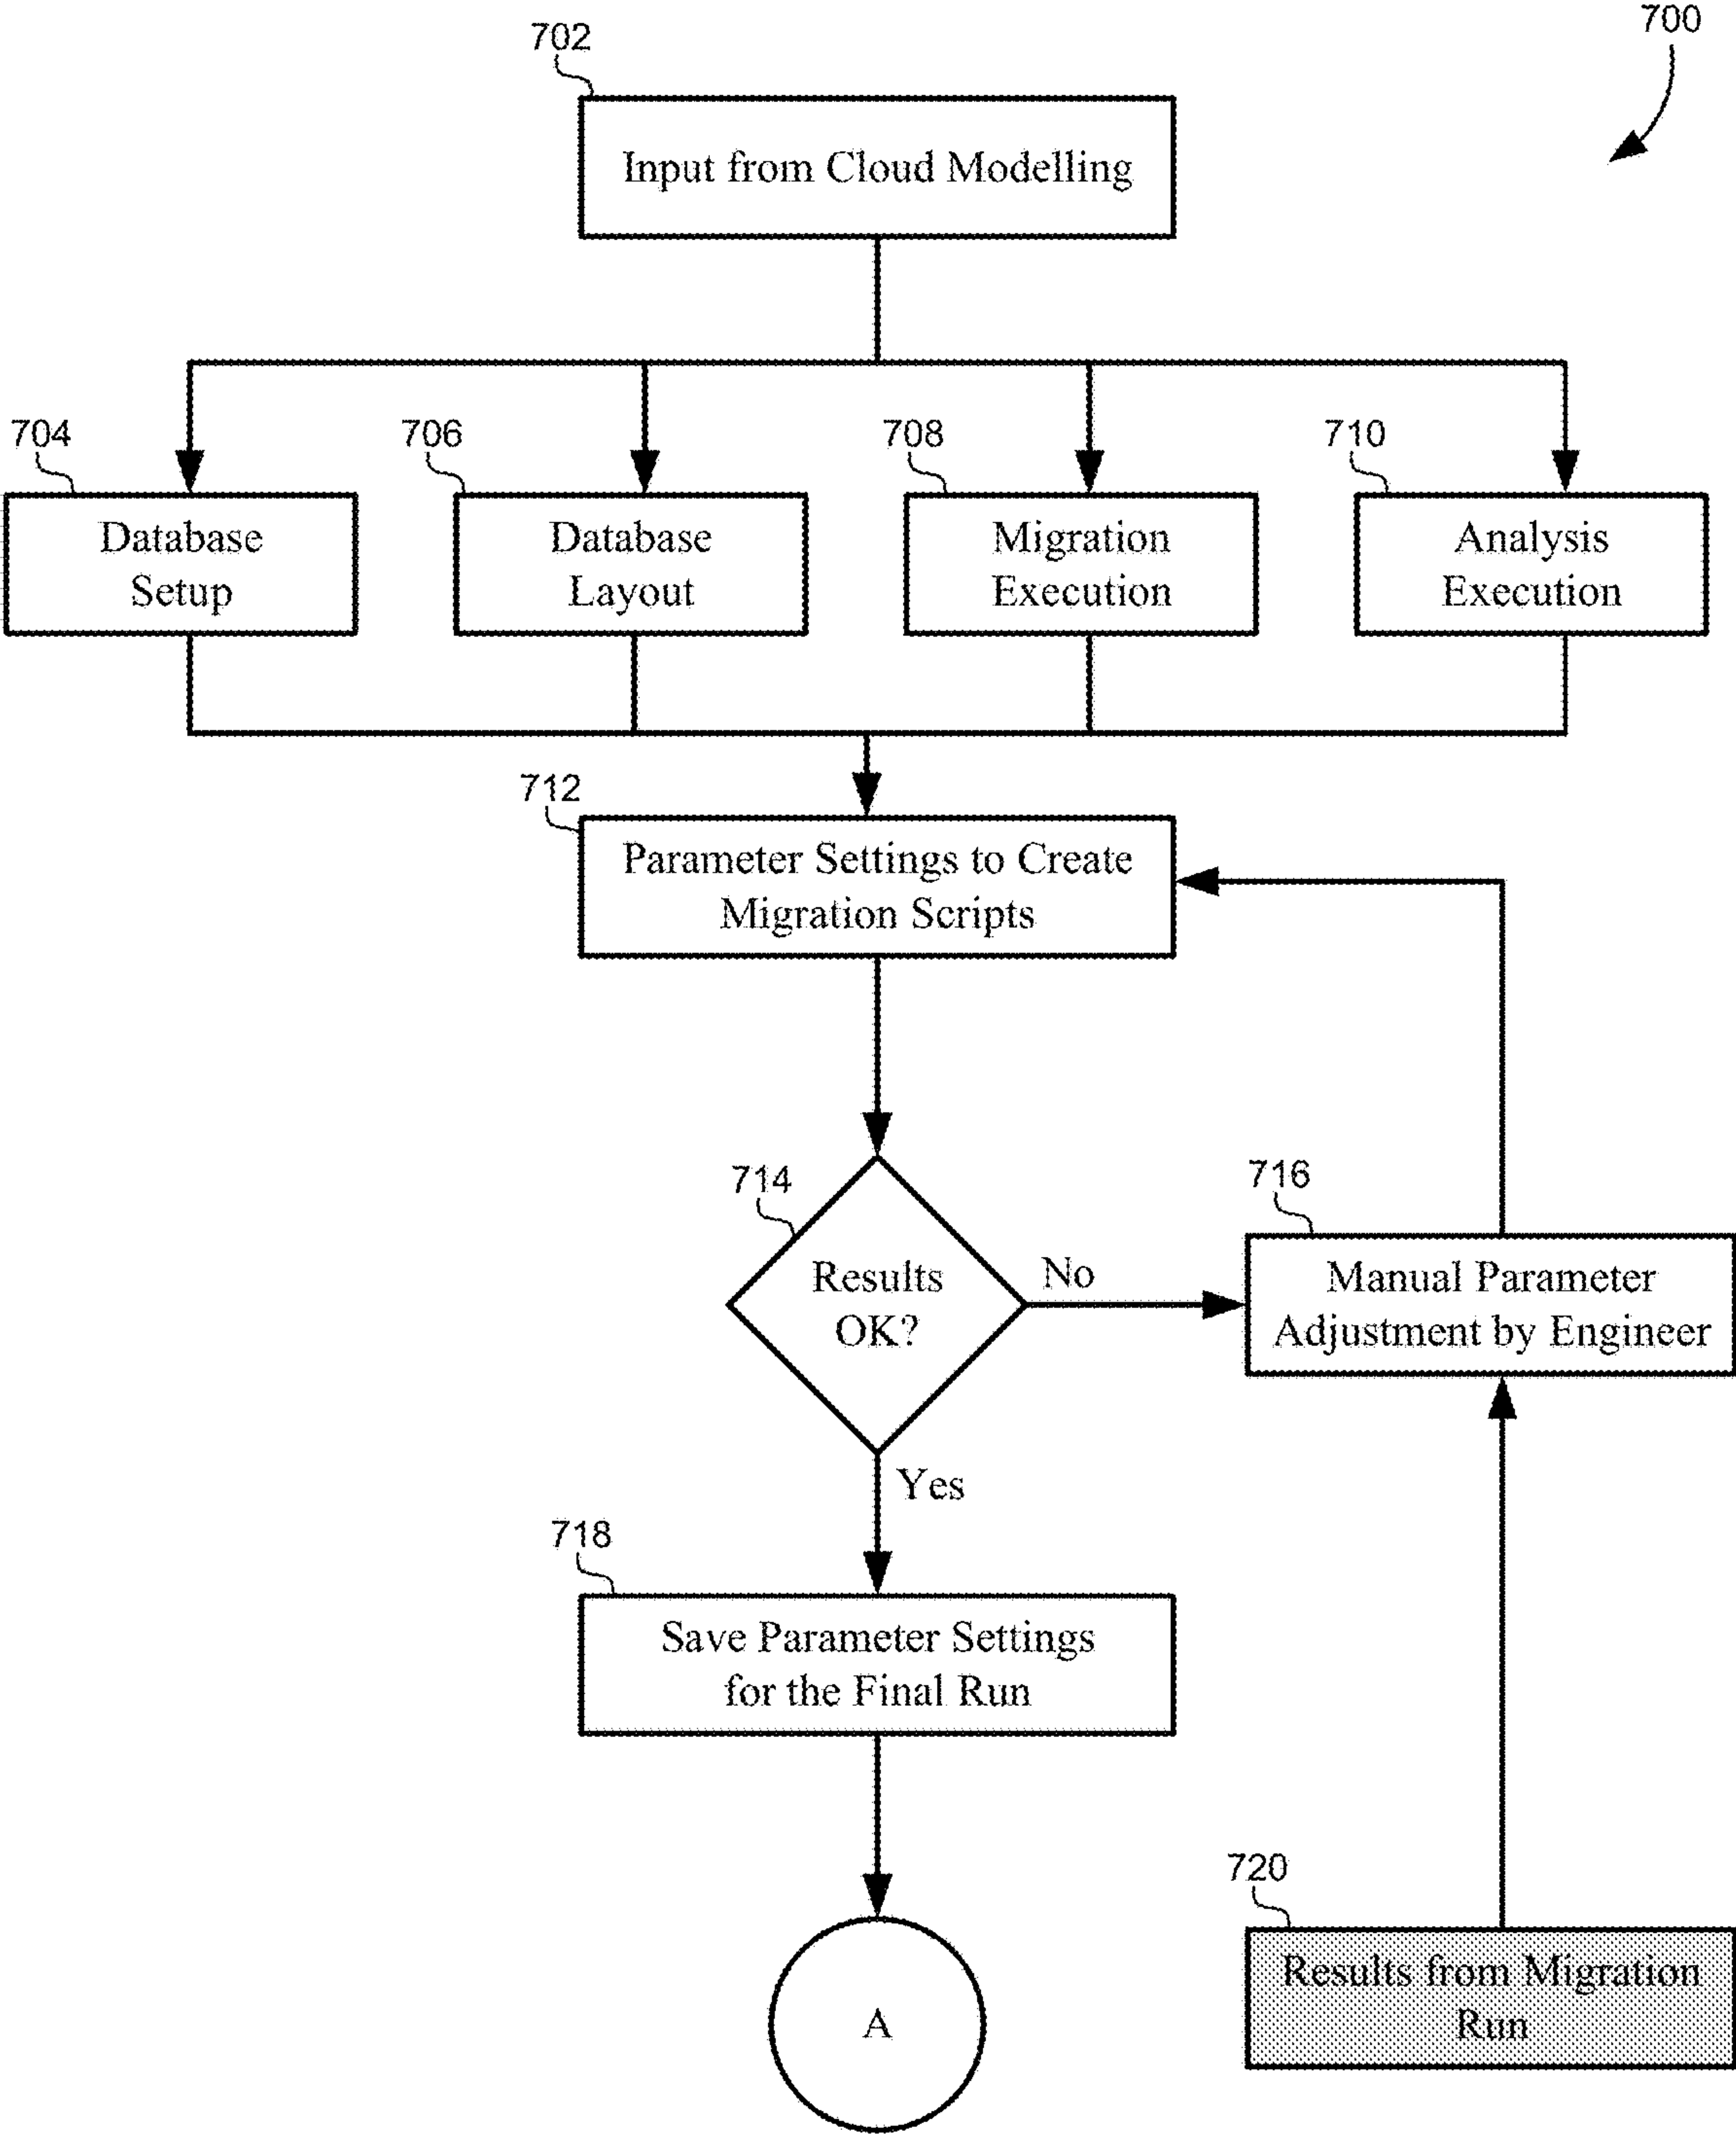 700
702
Input from Cloud Modelling
704
706
708
710
Database
Setup
Database
Layout
Migration
Execution
Analysis
Execution
712
Parameter Settings to Create
Migration Scripts
714
716
Results
OK?
No
Manual Parameter
Adjustment by Engineer
Yes
718
Save Parameter Settings
for the Final Run
720
Results from Migration
Run
A